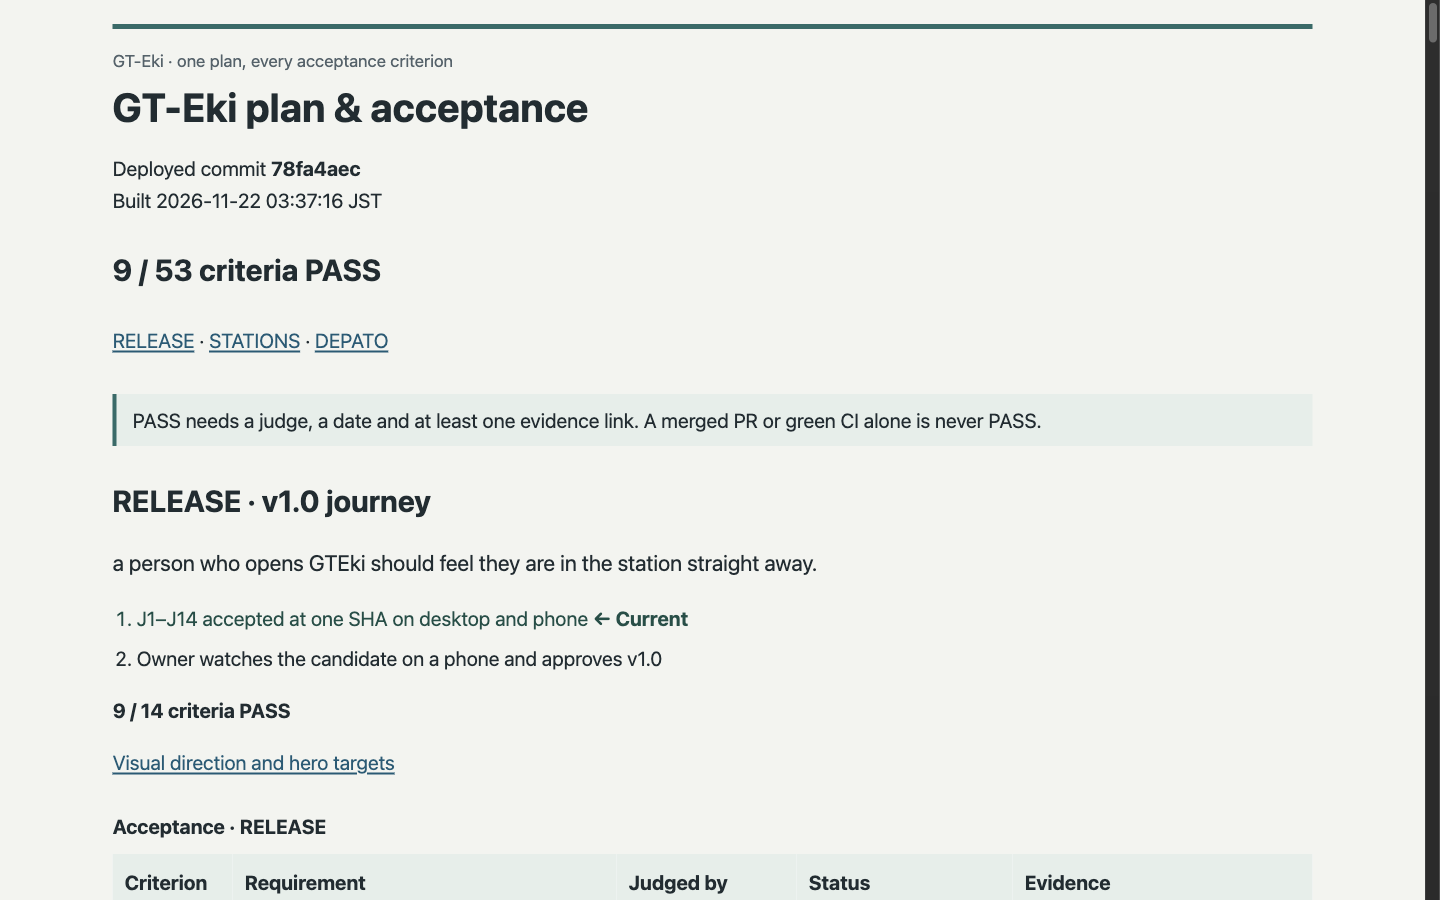 GT-Eki · one plan, every acceptance criterion
GT-Eki plan & acceptance
Deployed commit 78fa4aec
Built 2026-11-22 03:37:16 JST
9 / 53 criteria PASS
RELEASE · STATIONS · DEPATO
PASS needs a judge, a date and at least one evidence link. A merged PR or green CI alone is never PASS.
RELEASE · v1.0 journey
a person who opens GTEki should feel they are in the station straight away.
1. J1–J14 accepted at one SHA on desktop and phone ← Current
2. Owner watches the candidate on a phone and approves v1.0
9 / 14 criteria PASS
Visual direction and hero targets
Acceptance · RELEASE
Criterion Requirement Judged by Status Evidence